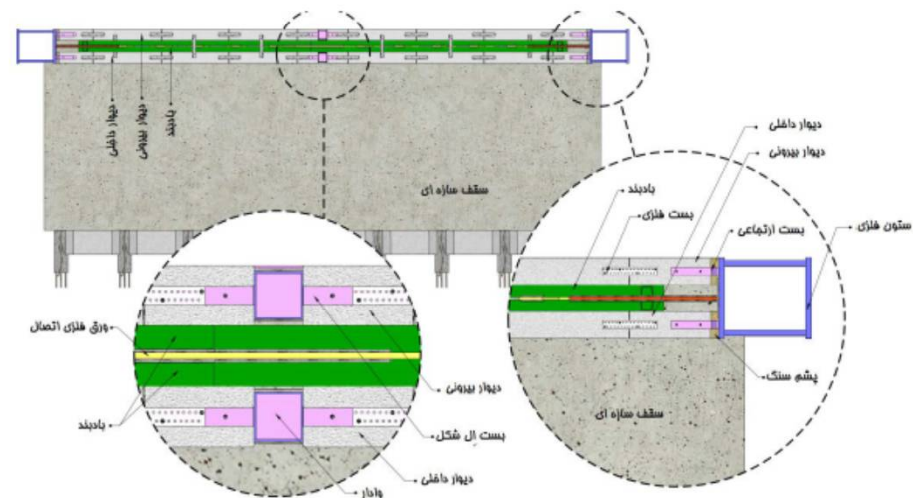 دیوار داخلی
دیوار بیرونی
بادبند
سقف سازه ای
دیوار داخلی
دیوار بیرونی
بادبند
بست فلزی
بست ارتجاعی
ستون فلزی
پشم سنگ
سقف سازه ای
ورق فلزی اتصال
بادبند
دیوار بیرونی
بست ال شکل
دیوار داخلی
وادار